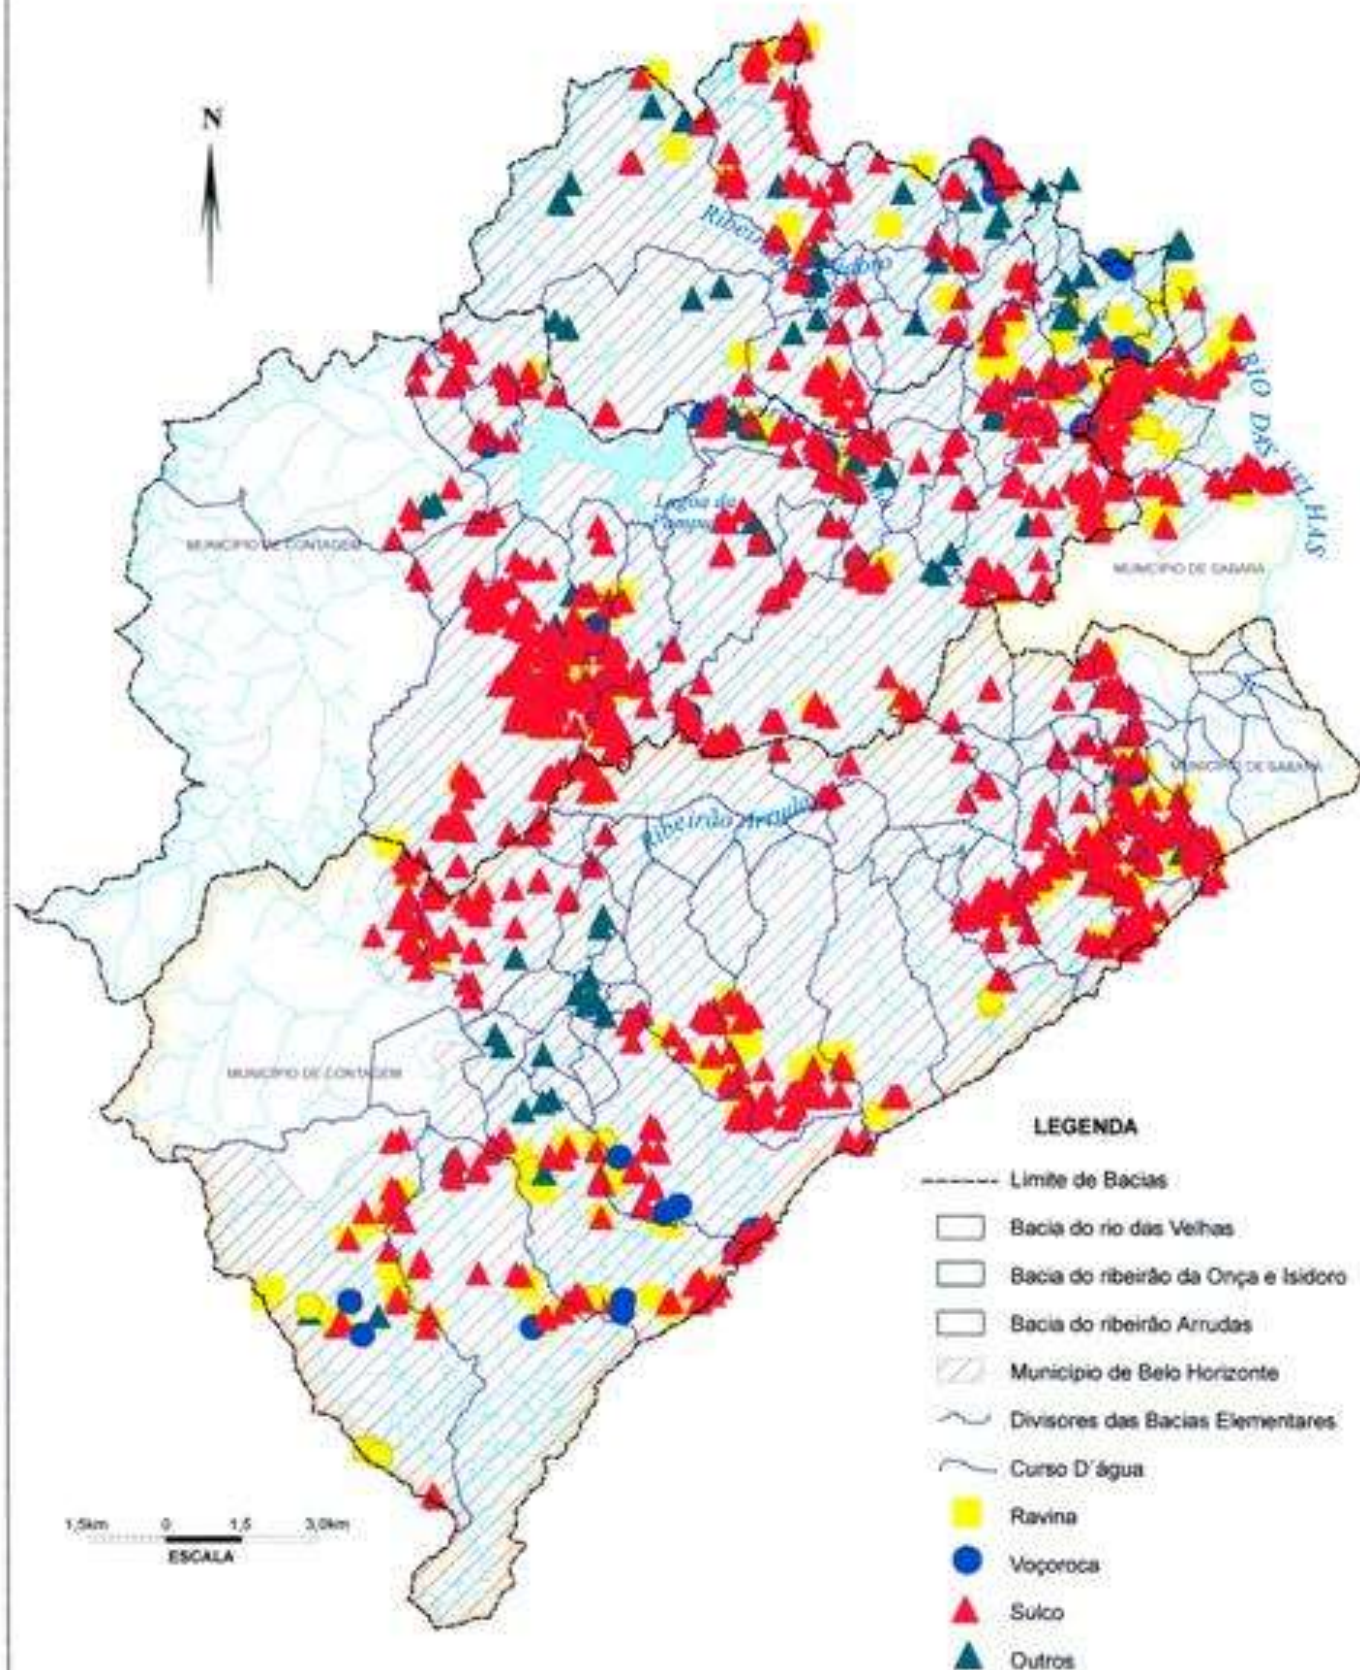 N
RIO DAS VELHAS
Lagoa da
MUNICÍPIO DE CONTAGEM
MUNICÍPIO DE SABARÁ
MUNICÍPIO DE SABARÁ
Ribeirão Arrudas
MUNICÍPIO DE CONTAGEM
LEGENDA
Limite de Bacias
Bacia do rio das Velhas
Bacia do ribeirão da Onça e Isidoro
Bacia do ribeirão Arrudas
Município de Belo Horizonte
Divisores das Bacias Elementares
Curso D´água
Ravina
Voçoroca
Sulco
Outros
1,5km 0 1,5 3,0km
ESCALA